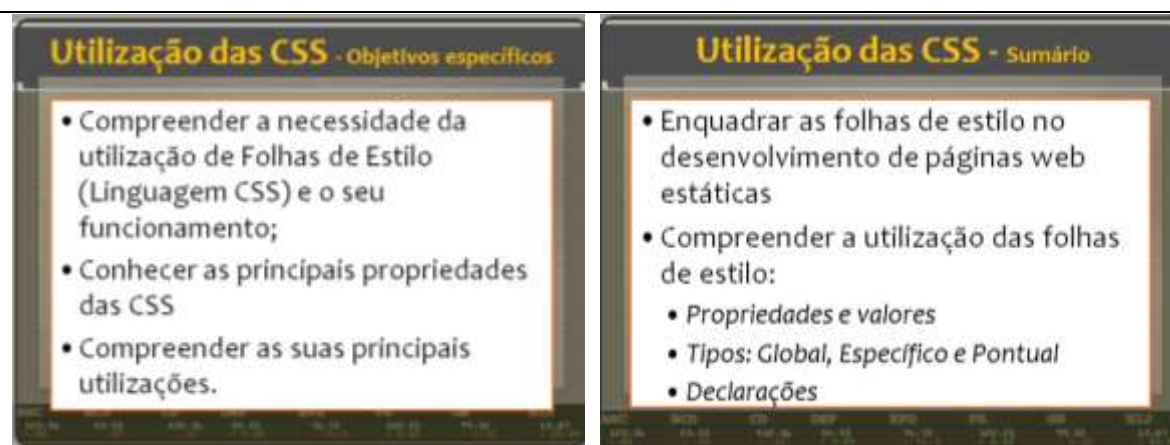 Utilização das CSS - Objetivos específicos
• Compreender a necessidade da
utilização de Folhas de Estilo
(Linguagem CSS) e o seu
funcionamento;
• Conhecer as principais propriedades
das CSS
• Compreender as suas principais
utilizações.
Utilização das CSS - Sumário
• Enquadrar as folhas de estilo no
desenvolvimento de páginas web
estáticas
• Compreender a utilização das folhas
de estilo:
• Propriedades e valores
• Tipos: Global, Específico e Pontual
• Declarações